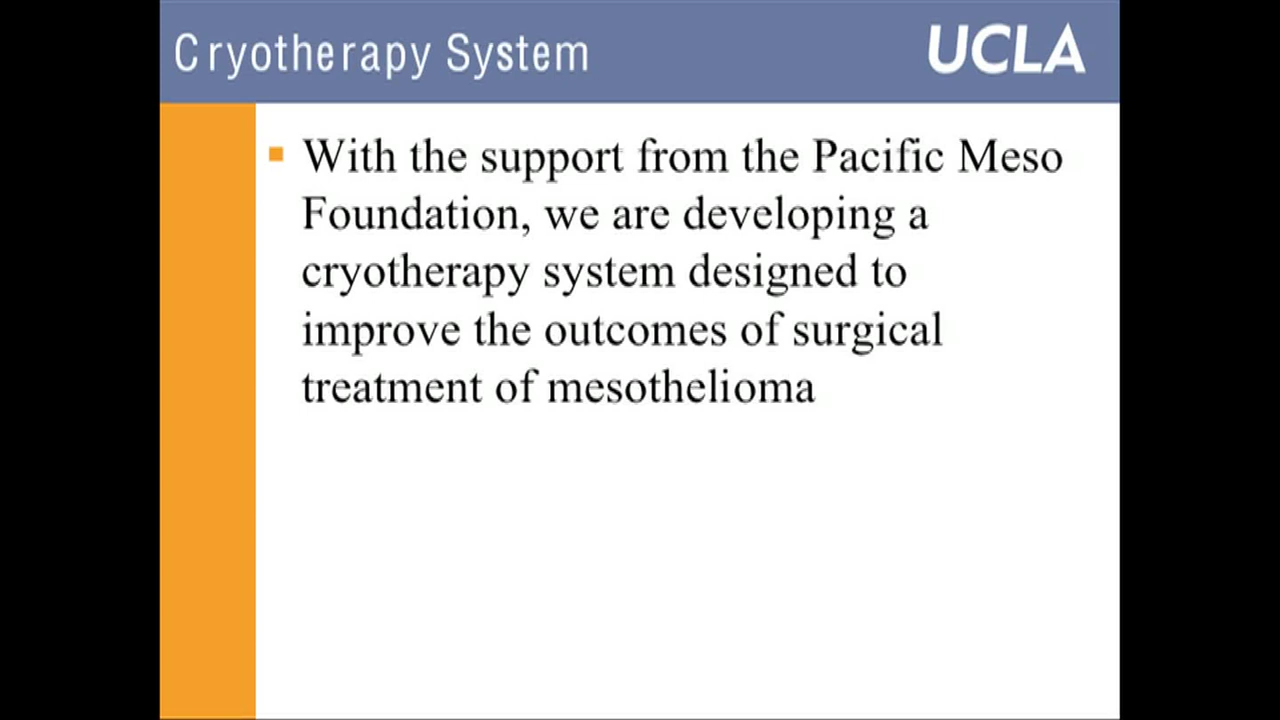 Cryotherapy System
UCLA
With the support from the Pacific Meso
Foundation, we are developing a
cryotherapy system designed to
improve the outcomes of surgical
treatment of mesothelioma